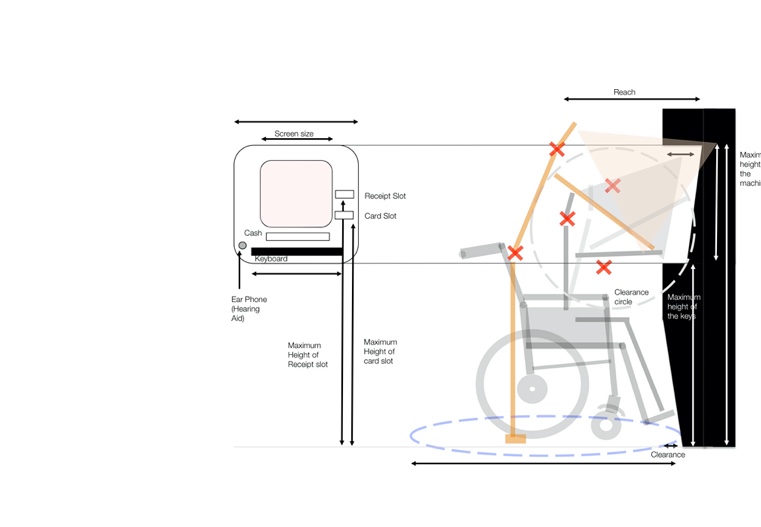 Reach
Screen size
Maxim
height
the
machi
Receipt Slot
Card Slot
Cash
Keyboard
Clearance
circle
Maximum
height of
the keys
Ear Phone
(Hearing
Aid)
Maximum
Height of
Receipt slot
Maximum
Height of
card slot
Clearance